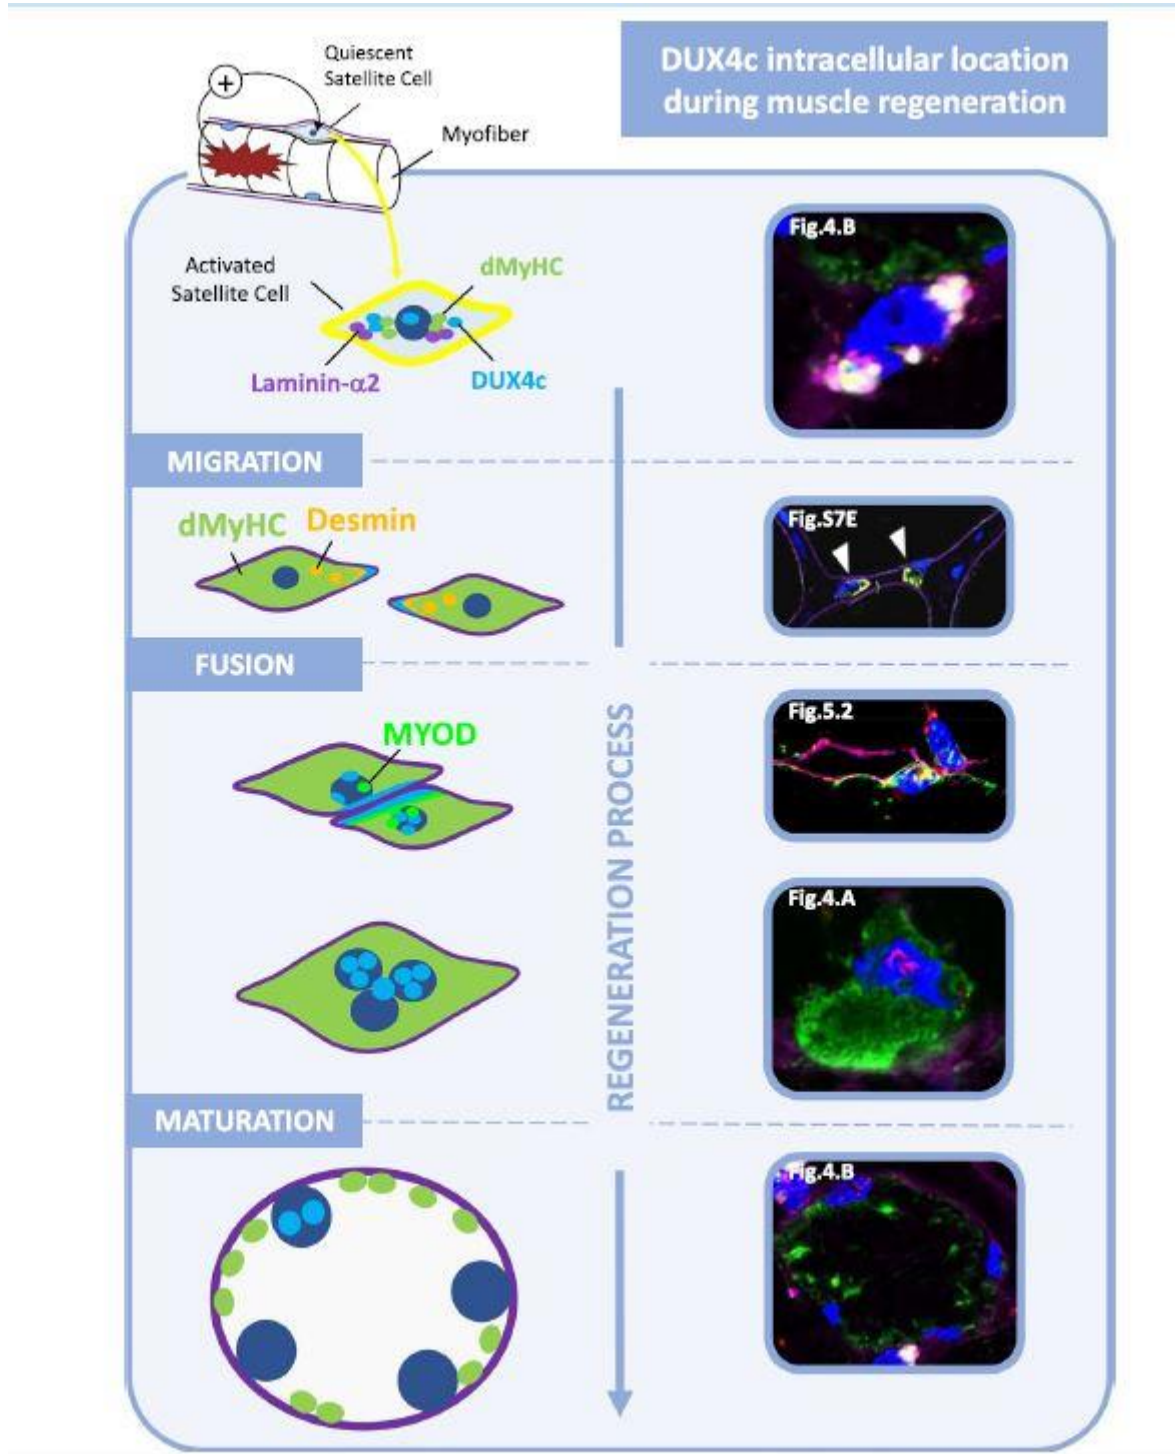 DUX4c intracellular location
during muscle regeneration
Quiescent
Satellite Cell
+
Myofiber
Fig.4.B
Activated
Satellite Cell
dMyHC
Laminin-α2
DUX4c
MIGRATION
dMyHC
Desmin
Fig.S7E
FUSION
MYOD
Fig.5.2
REGENERATION PROCESS
Fig.4.A
MATURATION
Fig.4.B